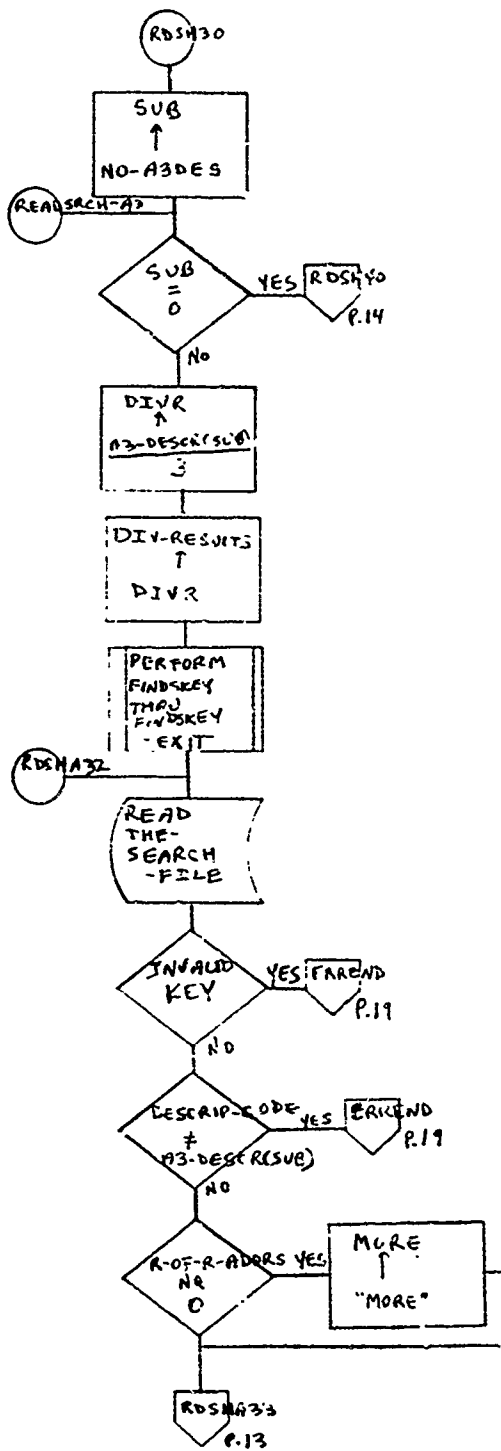 RDSH30
SUB
↑
NO-A3DES
READSRCH-A3
SUB
=
0
YES
RDSH40
P.14
NO
DIVR
↑
A3-DESCR(SUB)
3
DIV-RESULTS
↑
DIVR
PERFORM
FINDSKEY
THRU
FINDSKEY
-EXIT
RDSHA32
READ
THE-
SEARCH
-FILE
INVALID
KEY
YES
ERREND
P.19
NO
DESCRIP-CODE
≠
A3-DESCR(SUB)
YES
ERREND
P.19
NO
R-OF-R-ADDRS
NQ
0
YES
MORE
↑
"MORE"
RDSHA33
P.13